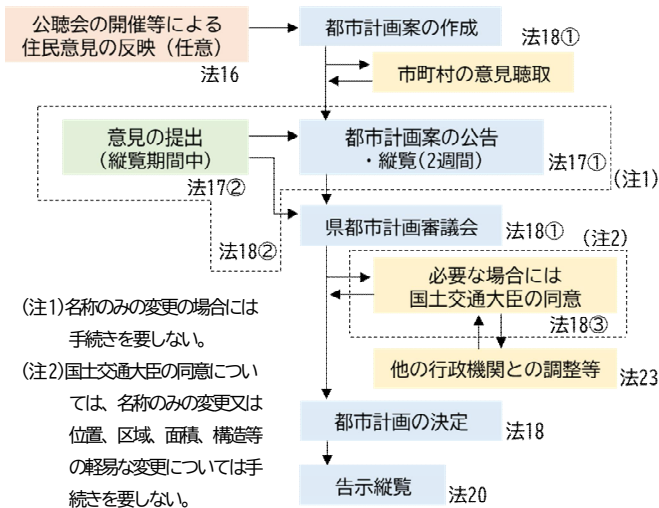 公聴会の開催等による
住民意見の反映（任意）
法16
都市計画案の作成
法18①
市町村の意見聴取
意見の提出
（縦覧期間中）
法17②
都市計画案の公告
・縦覧（2週間）
法17①
（注1）
法18②
県都市計画審議会
法18①
（注2）
必要な場合には
国土交通大臣の同意
法18③
他の行政機関との調整等
法23
都市計画の決定
法18
告示縦覧
法20
（注1）名称のみの変更の場合には
手続きを要しない。
（注2）国土交通大臣の同意につい
ては、名称のみの変更又は
位置、区域、面積、構造等
の軽易な変更については手
続きを要しない。